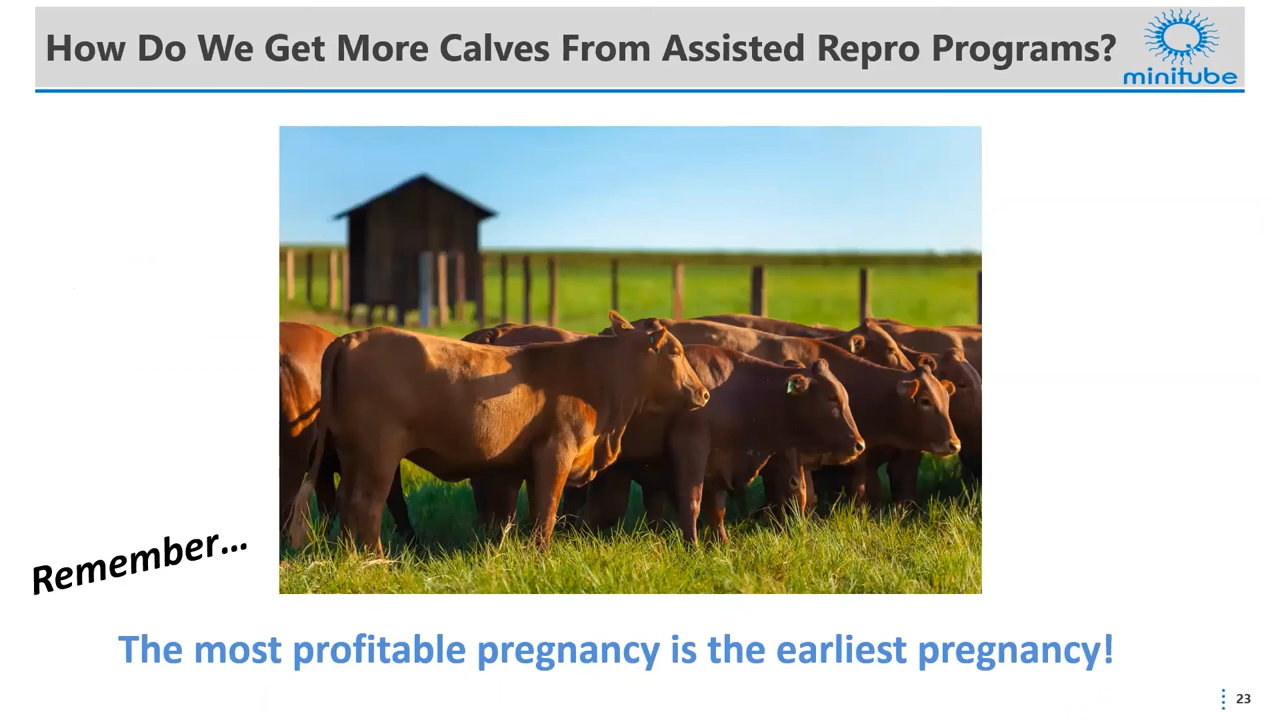 How Do We Get More Calves From Assisted Repro Programs?
minitube
Remember...
The most profitable pregnancy is the earliest pregnancy!
23